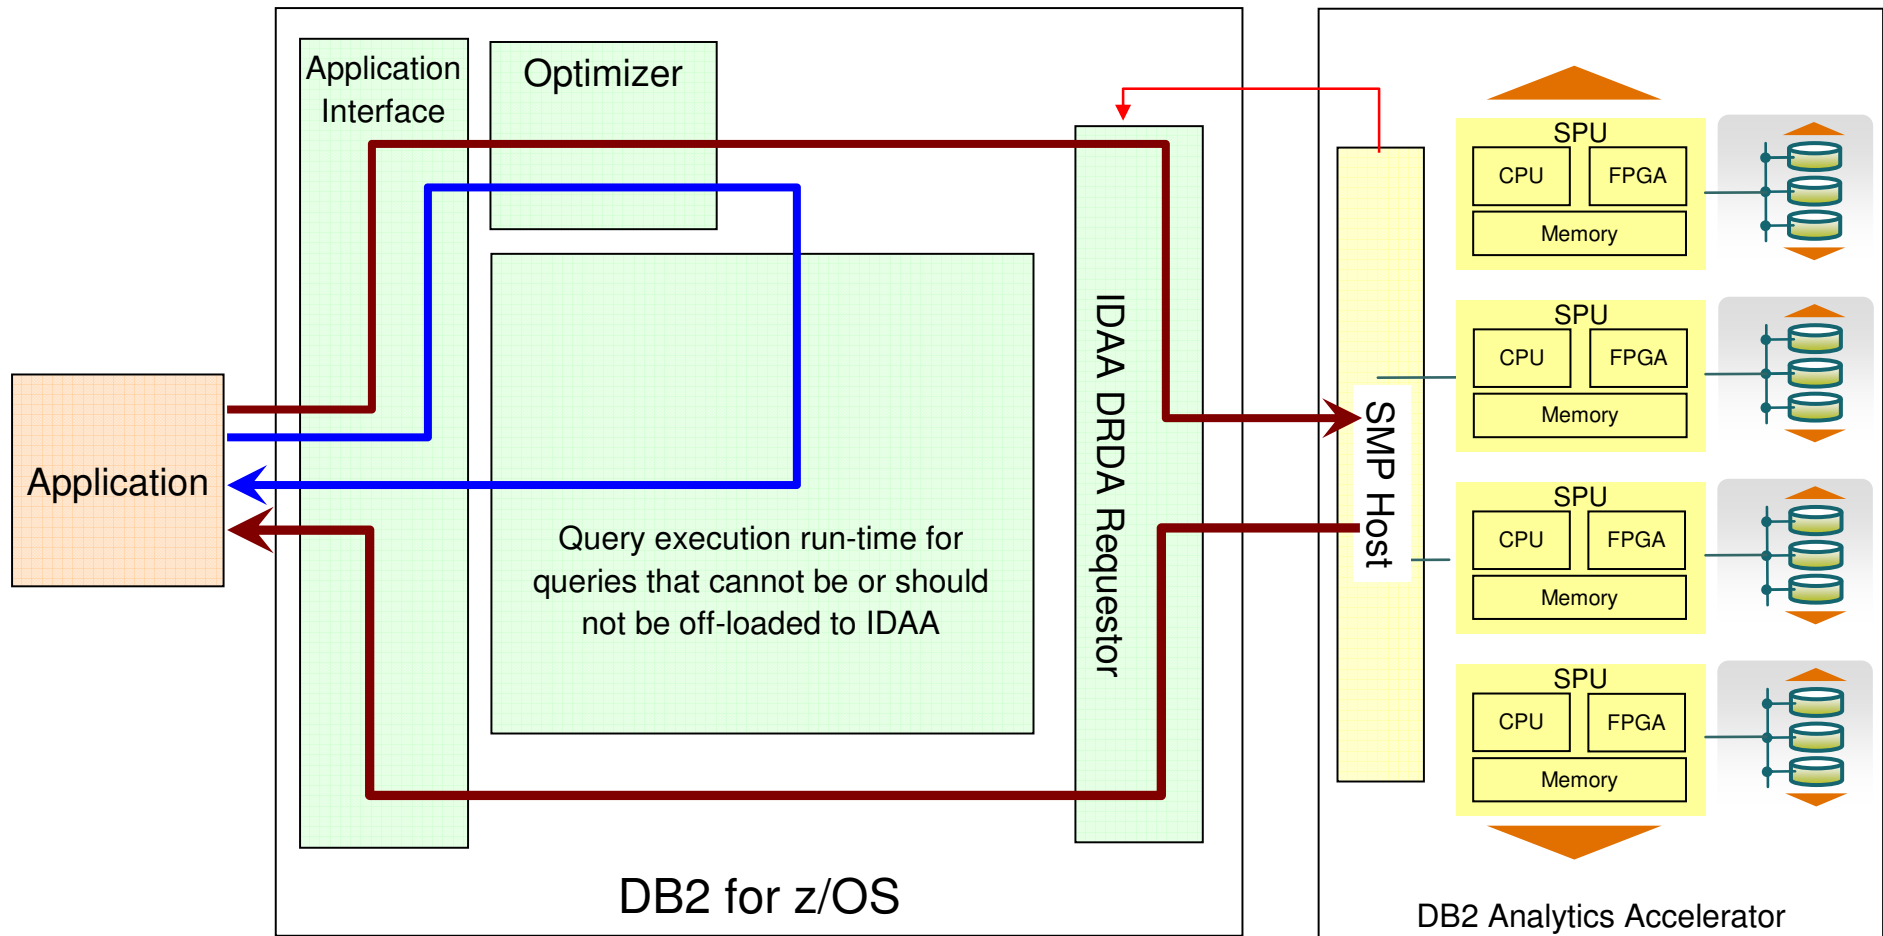 Application
Interface
Optimizer
Application
Query execution run-time for
queries that cannot be or should
not be off-loaded to IDAA
IDAA DRDA Requestor
DB2 for z/OS
SMP Host
SPU
CPU
FPGA
Memory
SPU
CPU
FPGA
Memory
SPU
CPU
FPGA
Memory
SPU
CPU
FPGA
Memory
DB2 Analytics Accelerator